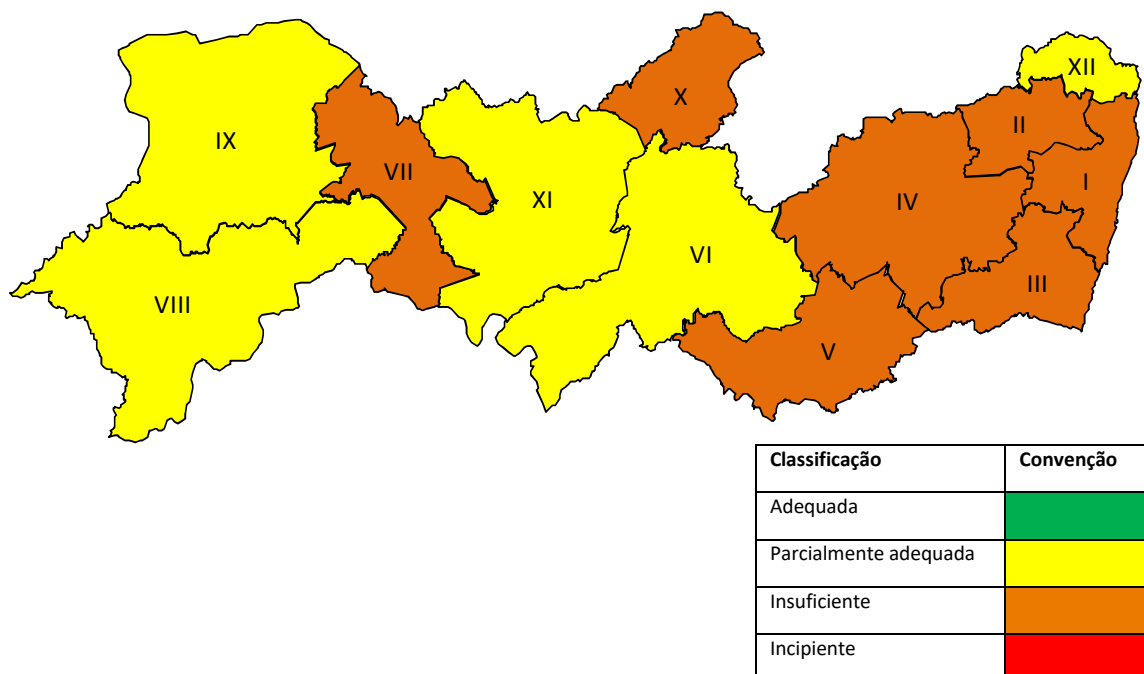 XII
X
II
IX
VII
I
XI
IV
VI
III
VIII
V
Classificação Convenção
Adequada
Parcialmente adequada
Insuficiente
Incipiente